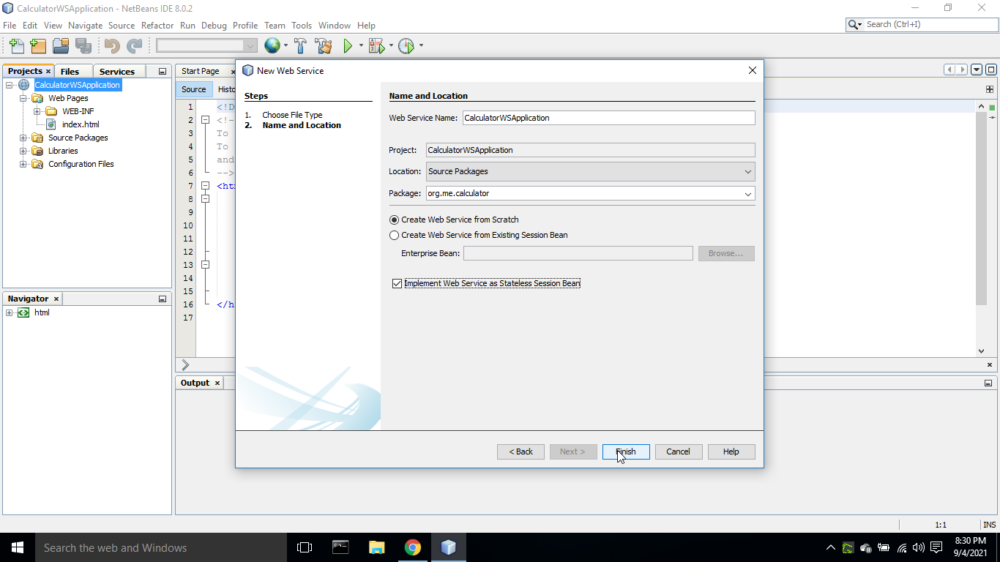 CalculatorWSApplication - NetBeans IDE 8.0.2
File Edit View Navigate Source Refactor Run Debug Profile Team Tools Window Help
Search (Ctrl+I)
Projects Files Services
CalculatorWSApplication
Web Pages
WEB-INF
index.html
Source Packages
Libraries
Configuration Files
Navigator
html
Start Page
Source
1 <!D
2 <!-
3 To
4 To
5 and
6 -->
7
8
9
10
11
12
13
14
15
16 </h
17
Output
New Web Service
Steps
1. Choose File Type
2. Name and Location
Name and Location
Web Service Name: CalculatorWSApplication
Project: CalculatorWSApplication
Location: Source Packages
Package: org.me.calculator
Create Web Service from Scratch
Create Web Service from Existing Session Bean
Enterprise Bean: Browse...
Implement Web Service as Stateless Session Bean
< Back Next > Finish Cancel Help
1:1 INS
Search the web and Windows
8:30 PM
9/4/2021